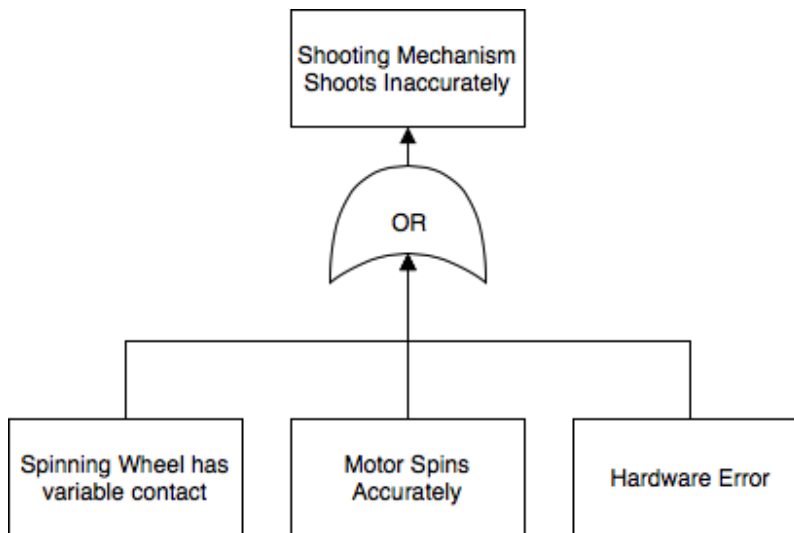 Shooting Mechanism
Shoots Inaccurately
OR
Spinning Wheel has
variable contact
Motor Spins
Accurately
Hardware Error